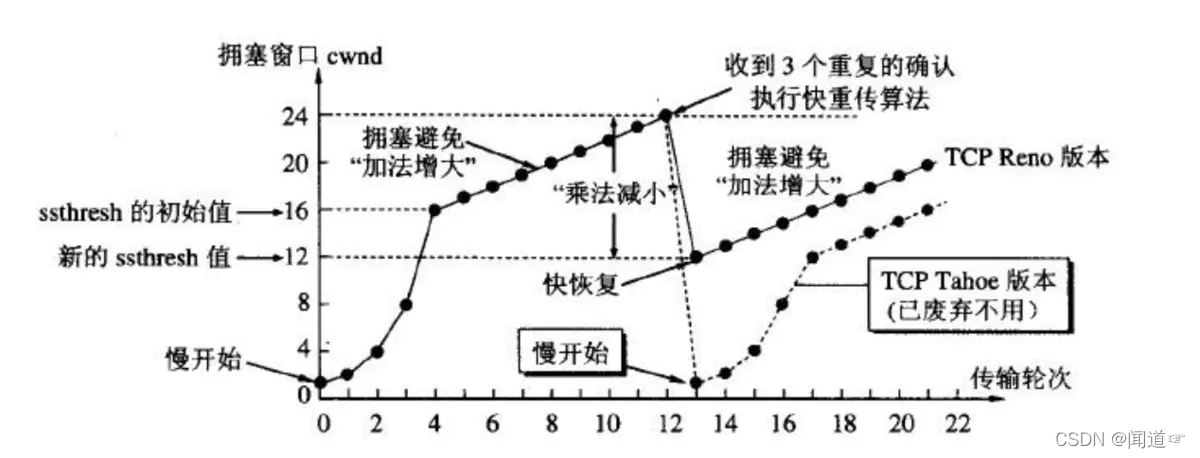 拥塞窗口 cwnd
收到 3 个重复的确认
执行快重传算法
24
拥塞避免
“加法增大”
20
拥塞避免
“加法增大”
TCP Reno 版本
“乘法减小”
ssthresh 的初始值
16
新的 ssthresh 值
12
快恢复
TCP Tahoe 版本
(已废弃不用)
8
4
慢开始
慢开始
传输轮次
0
0 2 4 6 8 10 12 14 16 18 20 22
CSDN @闻道☞